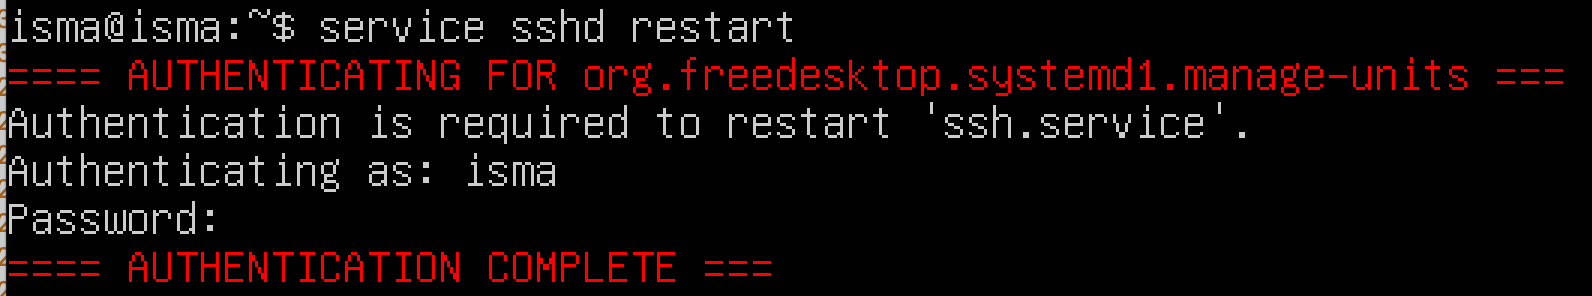 isma@isma:~$ service sshd restart
==== AUTHENTICATING FOR org.freedesktop.systemd1.manage-units ===
Authentication is required to restart 'ssh.service'.
Authenticating as: isma
Password:
==== AUTHENTICATION COMPLETE ===